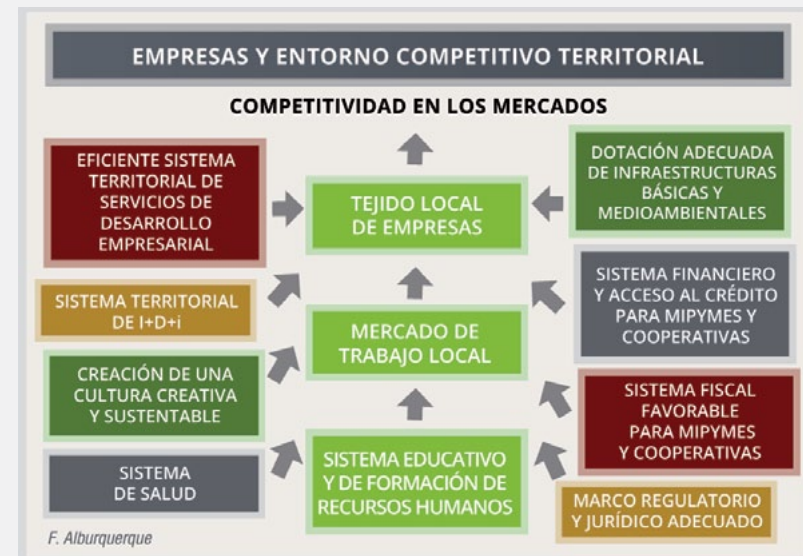 EMPRESAS Y ENTORNO COMPETITIVO TERRITORIAL
COMPETITIVIDAD EN LOS MERCADOS
EFICIENTE SISTEMA
TERRITORIAL DE
SERVICIOS DE
DESARROLLO
EMPRESARIAL
TEJIDO LOCAL
DE EMPRESAS
DOTACIÓN ADECUADA
DE INFRAESTRUCTURAS
BÁSICAS Y
MEDIOAMBIENTALES
SISTEMA TERRITORIAL
DE I+D+i
MERCADO DE
TRABAJO LOCAL
SISTEMA FINANCIERO
Y ACCESO AL CRÉDITO
PARA MIPYMES Y
COOPERATIVAS
CREACIÓN DE UNA
CULTURA CREATIVA
Y SUSTENTABLE
SISTEMA FISCAL
FAVORABLE
PARA MIPYMES
Y COOPERATIVAS
SISTEMA
DE SALUD
SISTEMA EDUCATIVO
Y DE FORMACIÓN DE
RECURSOS HUMANOS
MARCO REGULATORIO
Y JURÍDICO ADECUADO
F. Alburquerque